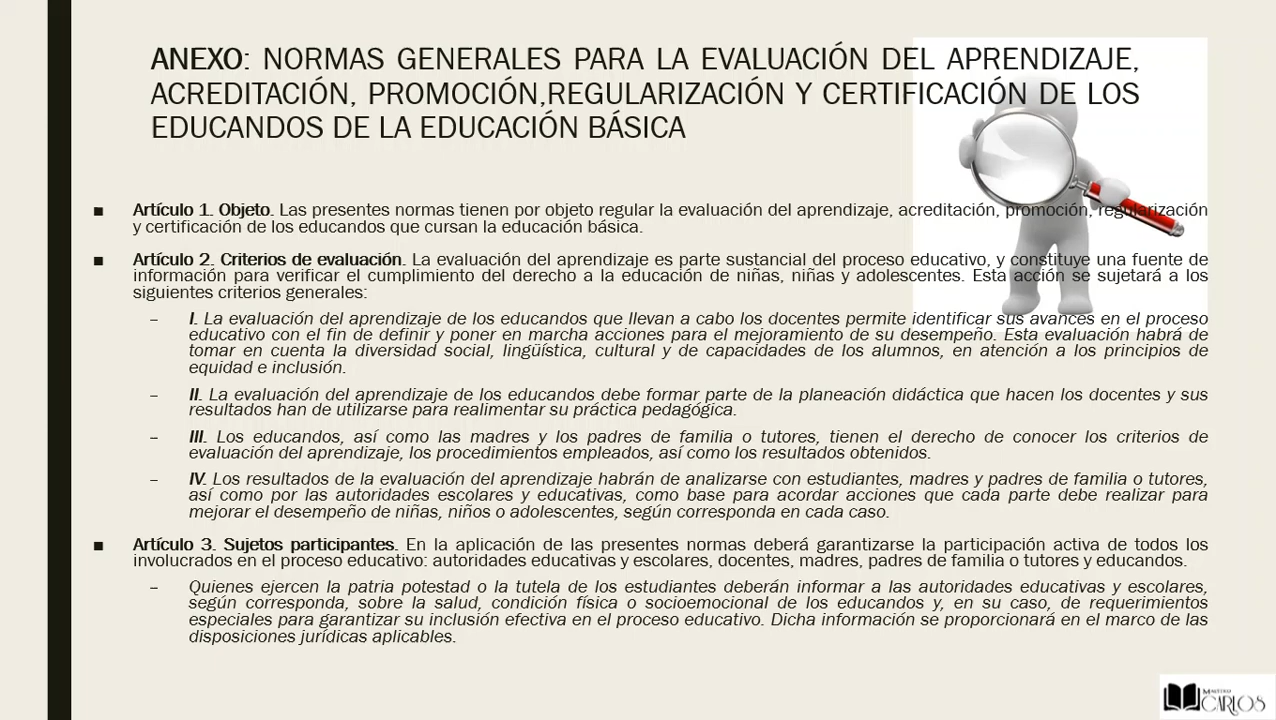 ANEXO: NORMAS GENERALES PARA LA EVALUACIÓN DEL APRENDIZAJE,
ACREDITACIÓN, PROMOCIÓN,REGULARIZACIÓN Y CERTIFICACIÓN DE LOS
EDUCANDOS DE LA EDUCACIÓN BÁSICA
■ Artículo 1. Objeto. Las presentes normas tienen por objeto regular la evaluación del aprendizaje, acreditación, promoción, regularización
y certificación de los educandos que cursan la educación básica.
■ Artículo 2. Criterios de evaluación. La evaluación del aprendizaje es parte sustancial del proceso educativo, y constituye una fuente de
información para verificar el cumplimiento del derecho a la educación de niñas, niñas y adolescentes. Esta acción se sujetará a los
siguientes criterios generales:
– I. La evaluación del aprendizaje de los educandos que llevan a cabo los docentes permite identificar sus avances en el proceso
educativo con el fin de definir y poner en marcha acciones para el mejoramiento de su desempeño. Esta evaluación habrá de
tomar en cuenta la diversidad social, lingüística, cultural y de capacidades de los alumnos, en atención a los principios de
equidad e inclusión.
– II. La evaluación del aprendizaje de los educandos debe formar parte de la planeación didáctica que hacen los docentes y sus
resultados han de utilizarse para realimentar su práctica pedagógica.
– III. Los educandos, así como las madres y los padres de familia o tutores, tienen el derecho de conocer los criterios de
evaluación del aprendizaje, los procedimientos empleados, así como los resultados obtenidos.
– IV. Los resultados de la evaluación del aprendizaje habrán de analizarse con estudiantes, madres y padres de familia o tutores,
así como por las autoridades escolares y educativas, como base para acordar acciones que cada parte debe realizar para
mejorar el desempeño de niñas, niños o adolescentes, según corresponda en cada caso.
■ Artículo 3. Sujetos participantes. En la aplicación de las presentes normas deberá garantizarse la participación activa de todos los
involucrados en el proceso educativo: autoridades educativas y escolares, docentes, madres, padres de familia o tutores y educandos.
– Quienes ejercen la patria potestad o la tutela de los estudiantes deberán informar a las autoridades educativas y escolares,
según corresponda, sobre la salud, condición física o socioemocional de los educandos y, en su caso, de requerimientos
especiales para garantizar su inclusión efectiva en el proceso educativo. Dicha información se proporcionará en el marco de las
disposiciones jurídicas aplicables.
MAESTRO
CARLOS